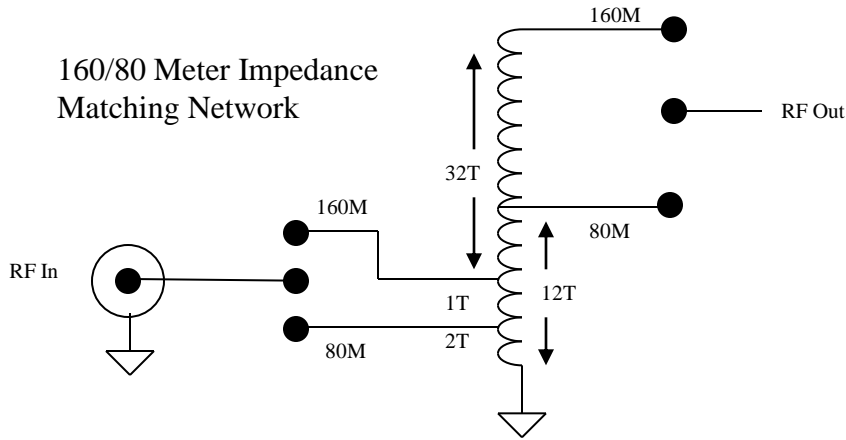 160M
160/80 Meter Impedance
Matching Network
RF Out
32T
160M
80M
RF In
12T
1T
2T
80M